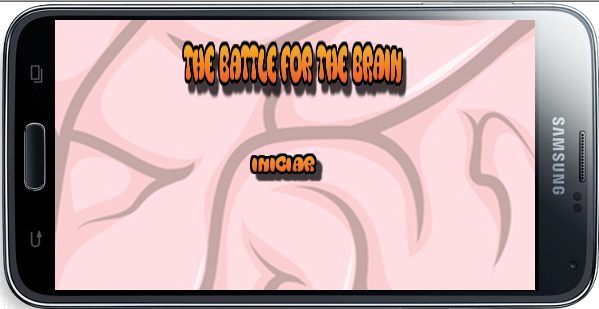 THE BATTLE FOR THE BRAIN
INICIAR
SAMSUNG